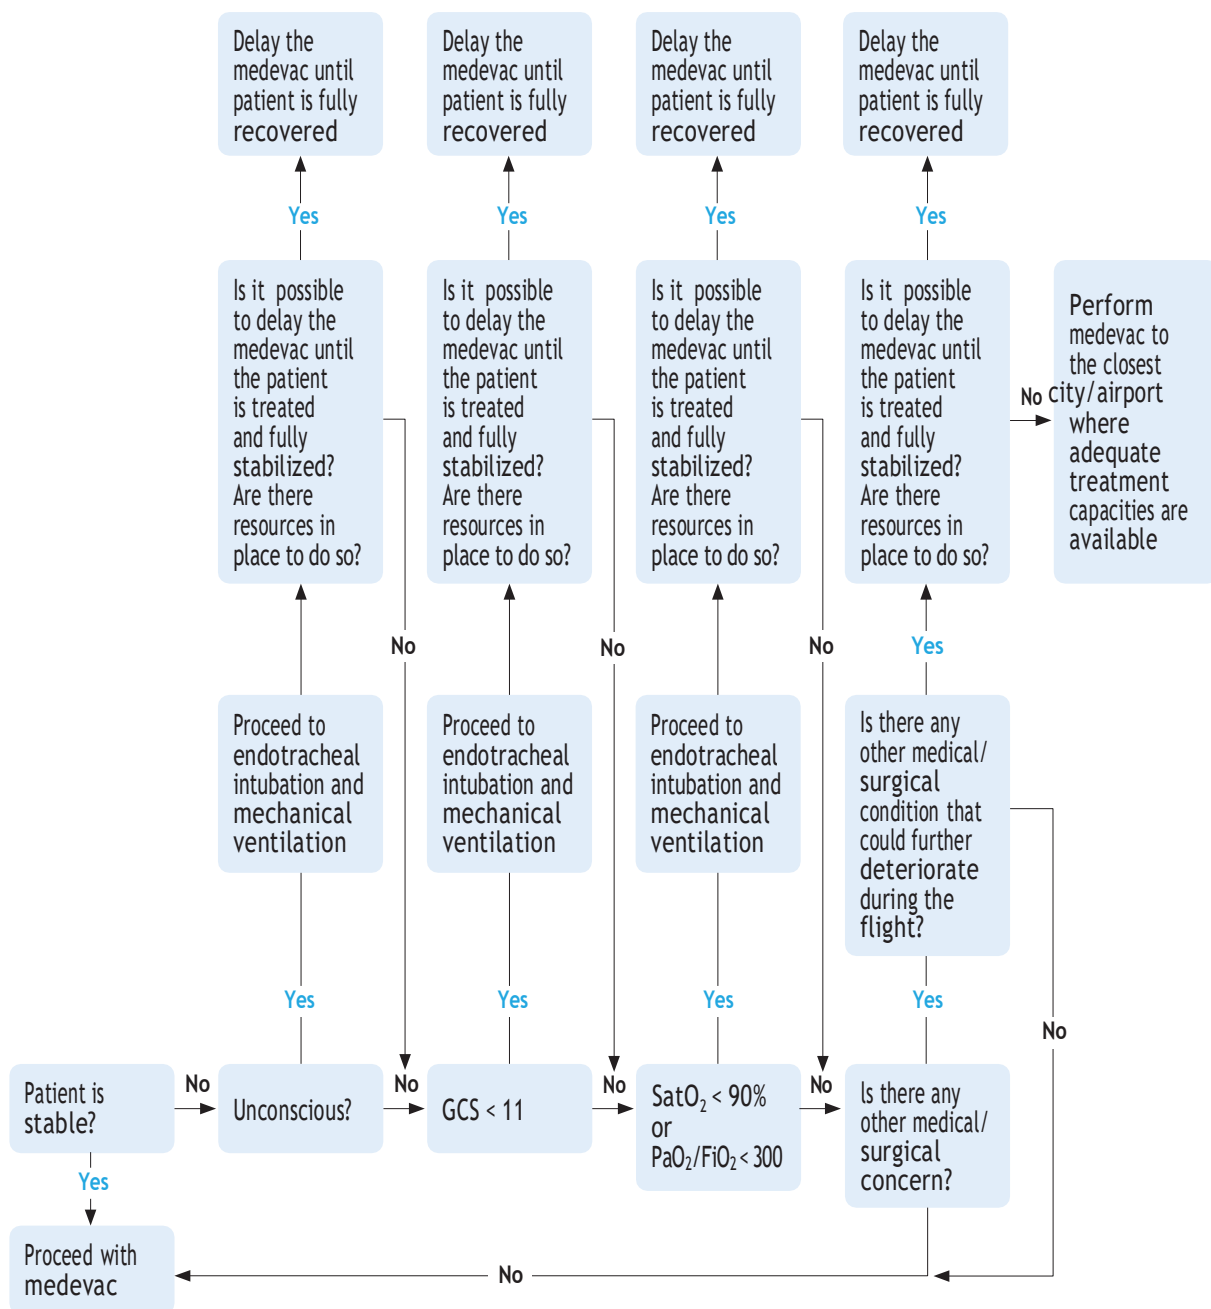 Delay the
medevac until
patient is fully
recovered
Delay the
medevac until
patient is fully
recovered
Delay the
medevac until
patient is fully
recovered
Delay the
medevac until
patient is fully
recovered
Yes
Yes
Yes
Yes
Is it possible
to delay the
medevac until
the patient
is treated
and fully
stabilized?
Are there
resources in
place to do so?
Is it possible
to delay the
medevac until
the patient
is treated
and fully
stabilized?
Are there
resources in
place to do so?
Is it possible
to delay the
medevac until
the patient
is treated
and fully
stabilized?
Are there
resources in
place to do so?
Is it possible
to delay the
medevac until
the patient
is treated
and fully
stabilized?
Are there
resources in
place to do so?
No
Perform
medevac to
the closest
city/airport
where
adequate
treatment
capacities are
available
No
No
No
Yes
Proceed to
endotracheal
intubation and
mechanical
ventilation
Proceed to
endotracheal
intubation and
mechanical
ventilation
Proceed to
endotracheal
intubation and
mechanical
ventilation
Is there any
other medical/
surgical
condition that
could further
deteriorate
during the
flight?
Yes
Yes
Yes
Yes
No
Patient is
stable?
No
Unconscious?
No
GCS < 11
No
SatO₂ < 90%
or
PaO₂/FiO₂ < 300
No
Is there any
other medical/
surgical
concern?
Yes
Proceed with
medevac
No